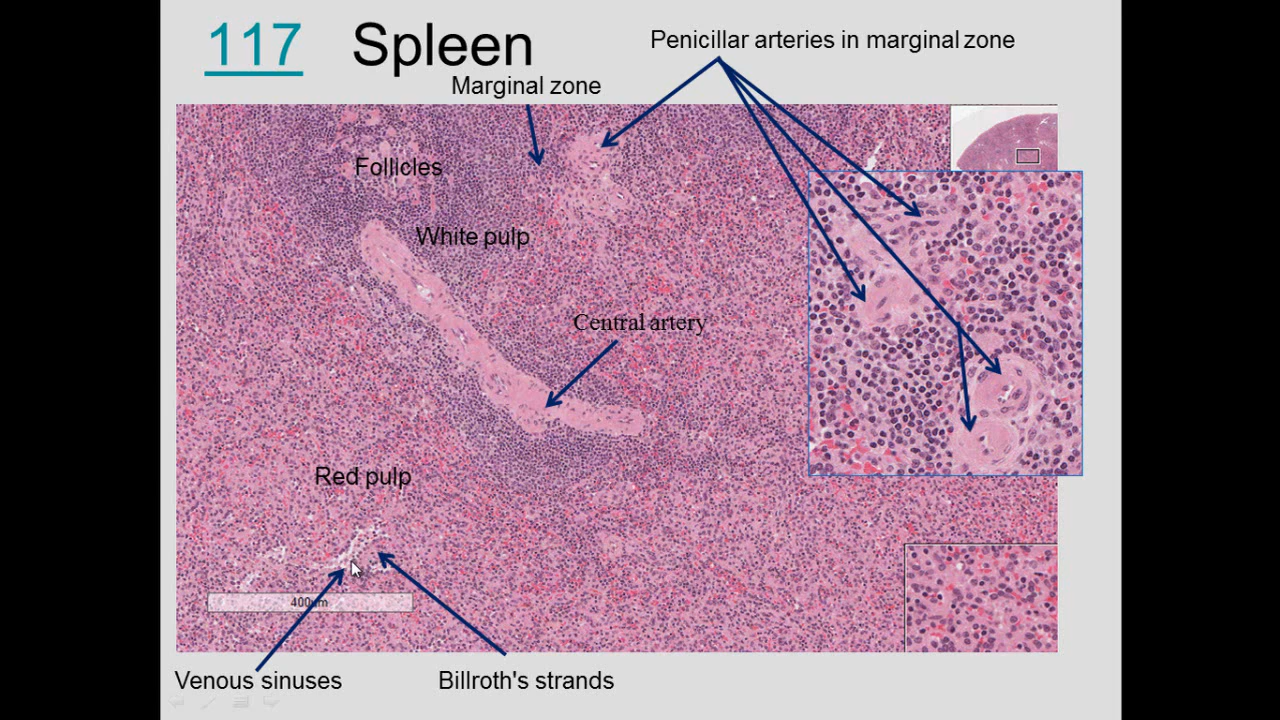 117 Spleen
Penicillar arteries in marginal zone
Marginal zone
Follicles
White pulp
Central artery
Red pulp
400um
Venous sinuses
Billroth's strands